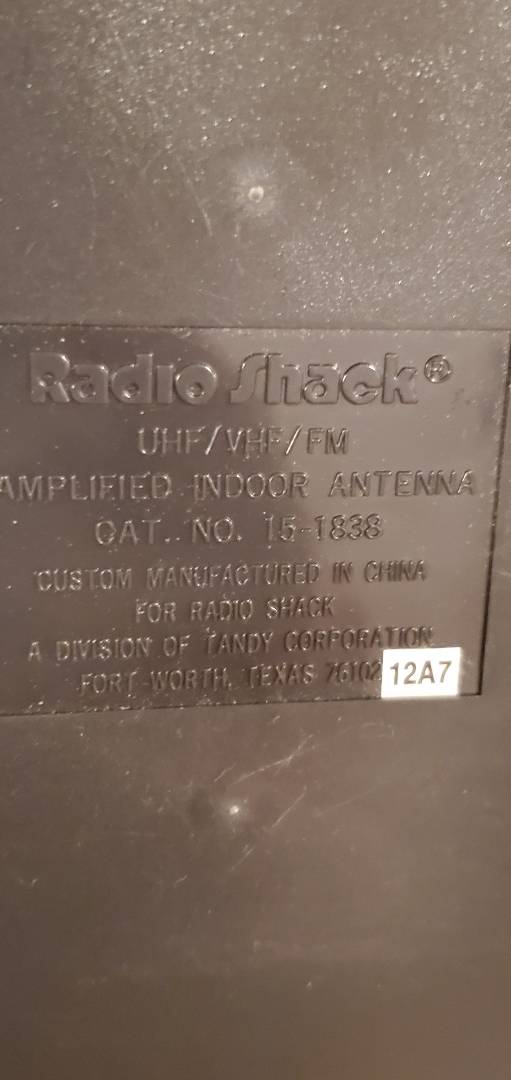 Radio Shack®
UHF/VHF/FM
AMPLIFIED INDOOR ANTENNA
CAT. NO. 15-1838
CUSTOM MANUFACTURED IN CHINA
FOR RADIO SHACK
A DIVISION OF TANDY CORPORATION
FORT WORTH, TEXAS 76102 12A7